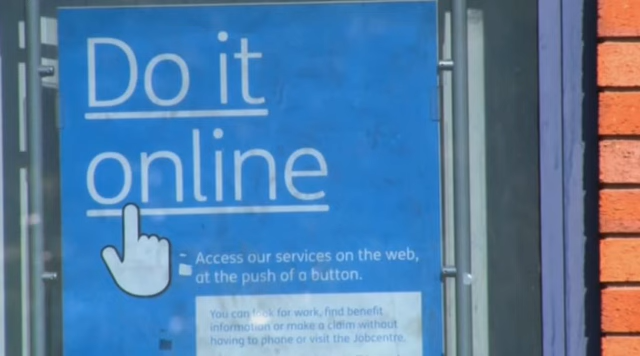 Do it
online
Access our services on the web,
at the push of a button.
You can look for work, find benefit
information or make a claim without
having to phone or visit the Jobcentre.